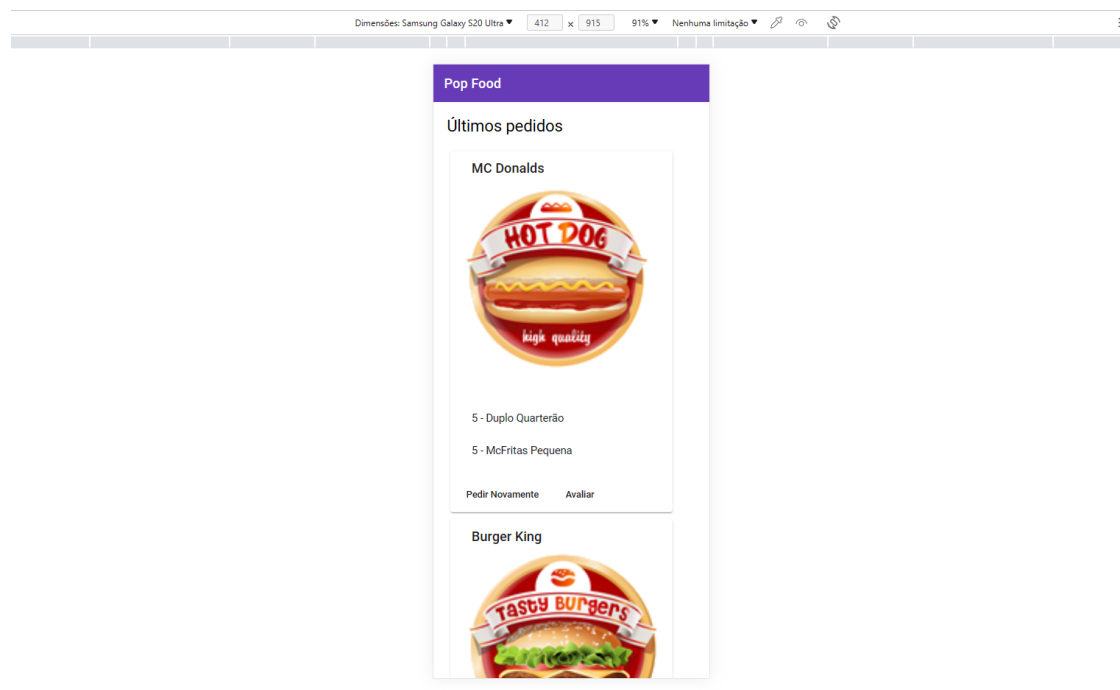 Dimensões: Samsung Galaxy S20 Ultra ▼ 412 x 915 91% ▼ Nenhuma limitação ▼
Pop Food
Últimos pedidos
MC Donalds
HOT DOG
high quality
5 - Duplo Quarterão
5 - McFritas Pequena
Pedir Novamente Avaliar
Burger King
TASTY BURGERS